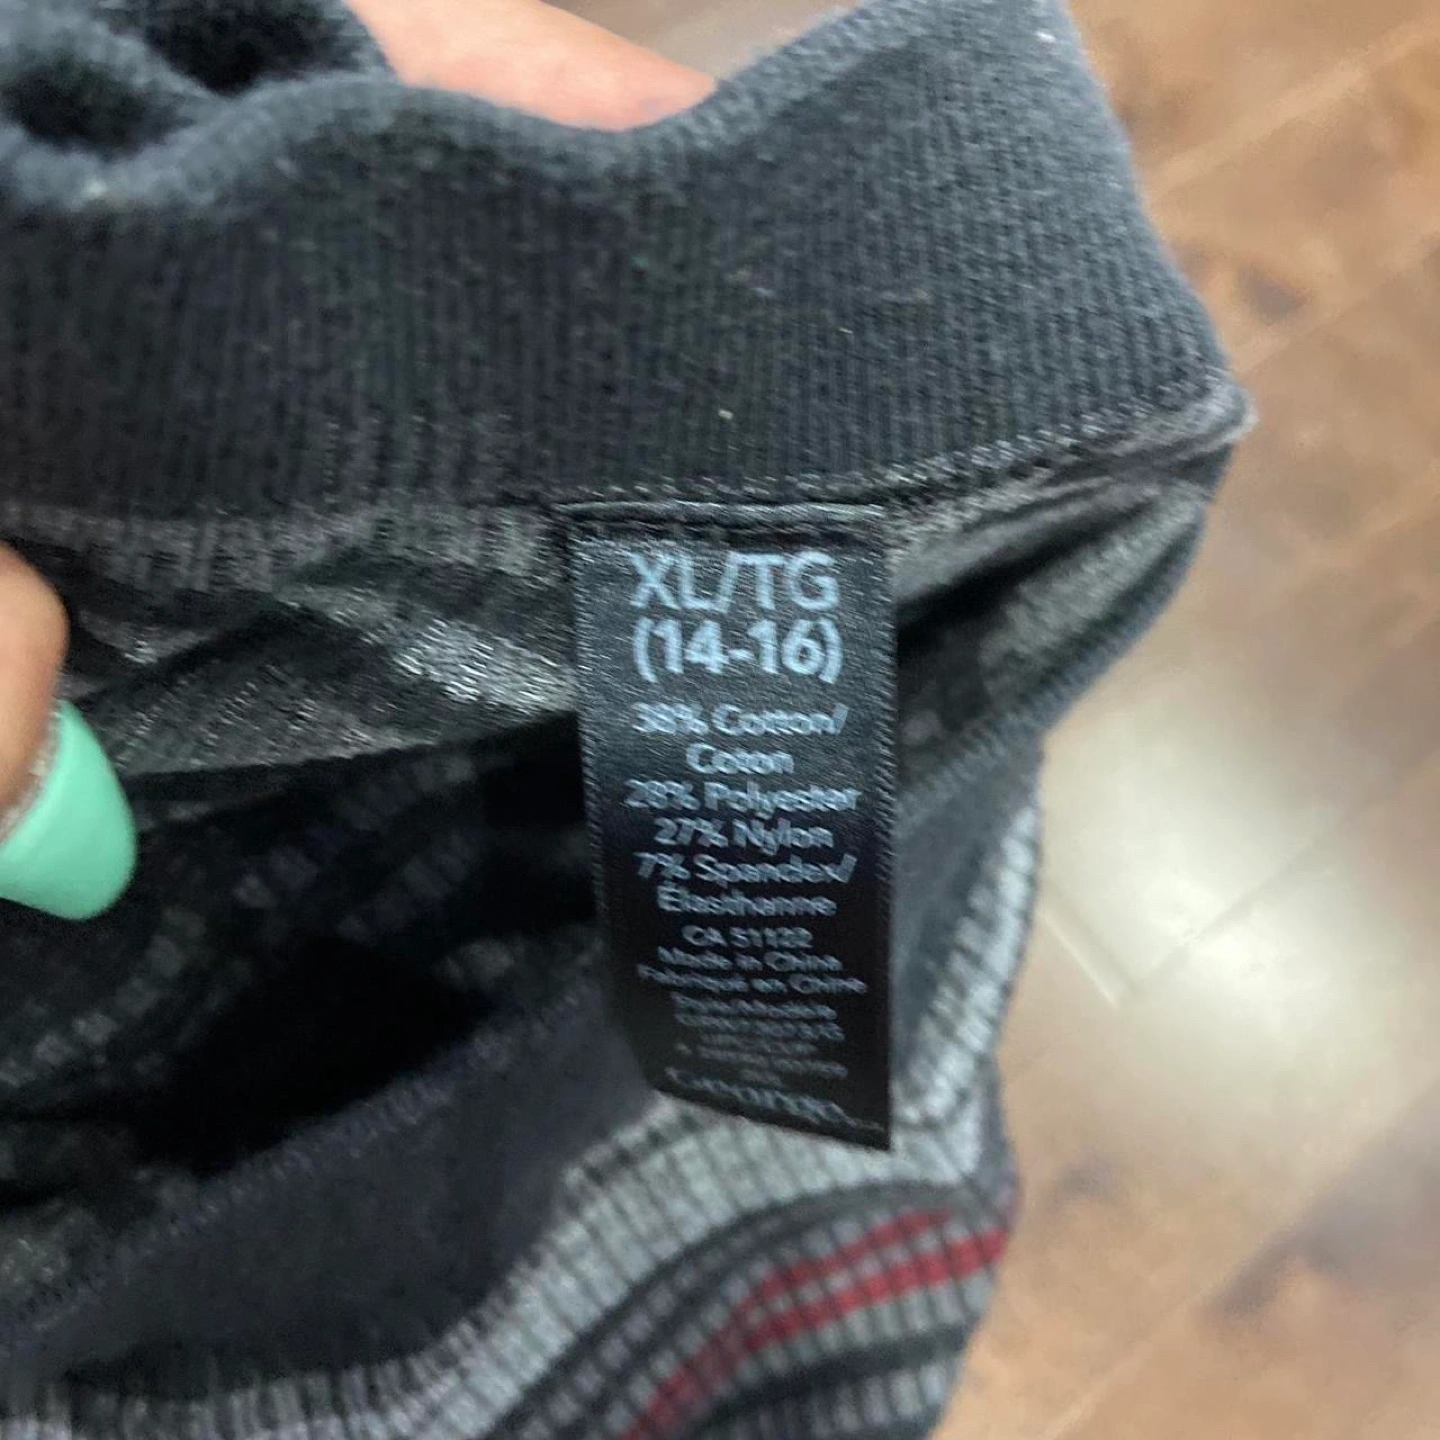 XL/TG
(14-16)
38% Cotton/
Coton
28% Polyester
27% Nylon
7% Spandex/
Élasthanne
CA 51122
Made in China
Fabriqué en Chine
George